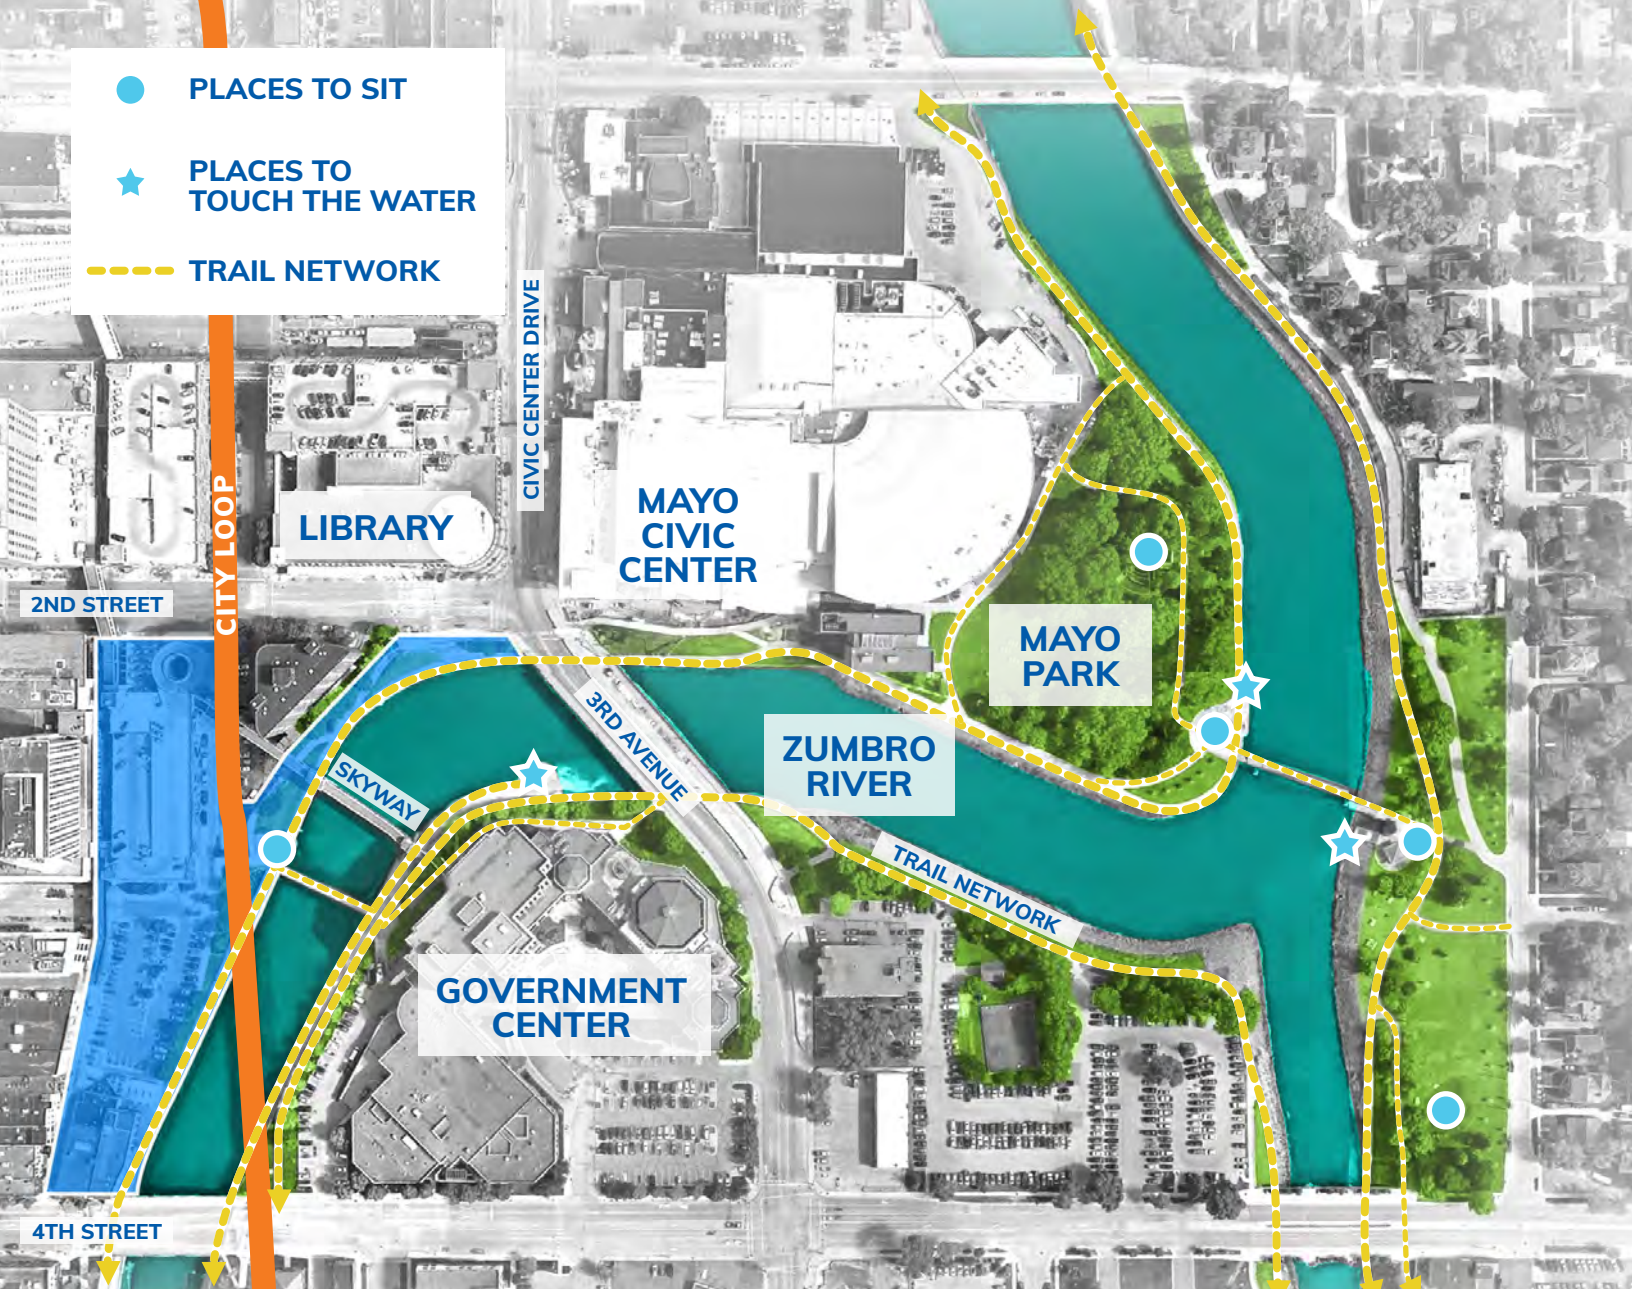 PLACES TO SIT
PLACES TO
TOUCH THE WATER
TRAIL NETWORK
CIVIC CENTER DRIVE
CITY LOOP
LIBRARY
MAYO
CIVIC
CENTER
2ND STREET
MAYO
PARK
3RD AVENUE
ZUMBRO
RIVER
SKYWAY
TRAIL NETWORK
GOVERNMENT
CENTER
4TH STREET